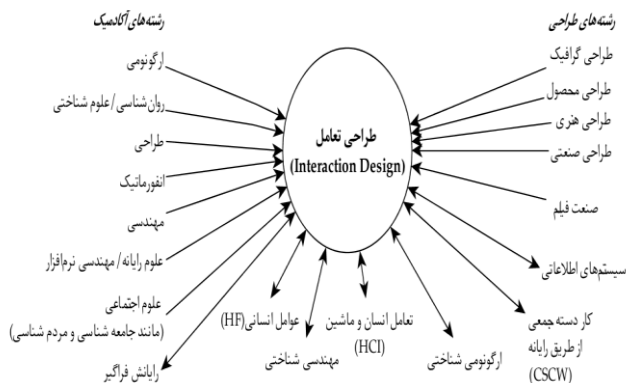 رشته‌های طراحی
طراحی گرافیک
طراحی محصول
طراحی هنری
طراحی صنعتی
صنعت فیلم
سیستم‌های اطلاعاتی
کار دسته جمعی
از طریق رایانه
(CSCW)
ارگونومی شناختی
تعامل انسان و ماشین
(HCI)
مهندسی شناختی
عوامل انسانی(HF)
طراحی تعامل
(Interaction Design)
رشته‌های آکادمیک
ارگونومی
روان‌شناسی/علوم شناختی
طراحی
انفورماتیک
مهندسی
علوم رایانه/ مهندسی نرم‌افزار
علوم اجتماعی
(مانند جامعه شناسی و مردم شناسی)
رایانش فراگیر